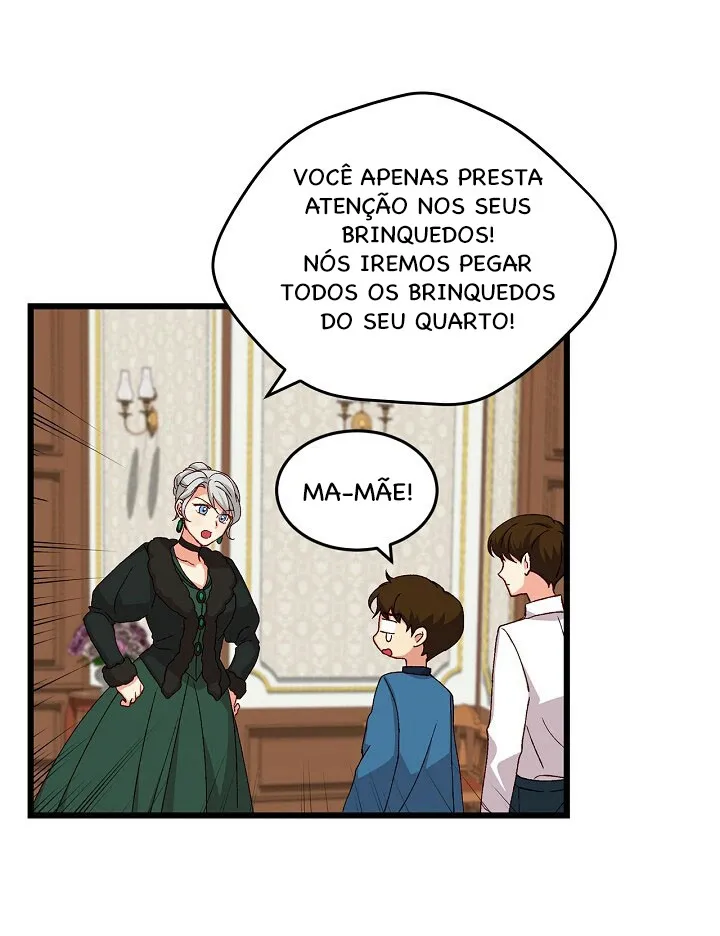 VOCÊ APENAS PRESTA
ATENÇÃO NOS SEUS
BRINQUEDOS!
NÓS IREMOS PEGAR
TODOS OS BRINQUEDOS
DO SEU QUARTO!
MA-MÃE!